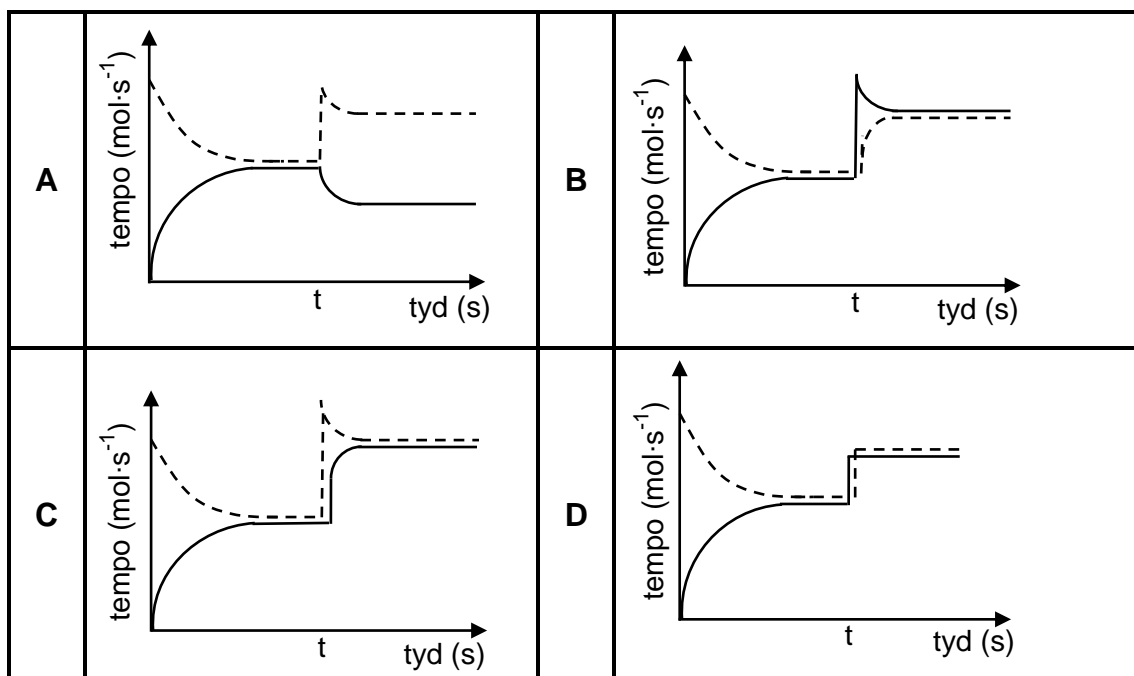 A
tempo (mol·s⁻¹)
t
tyd (s)
B
tempo (mol·s⁻¹)
t
tyd (s)
C
tempo (mol·s⁻¹)
t
tyd (s)
D
tempo (mol·s⁻¹)
t
tyd (s)